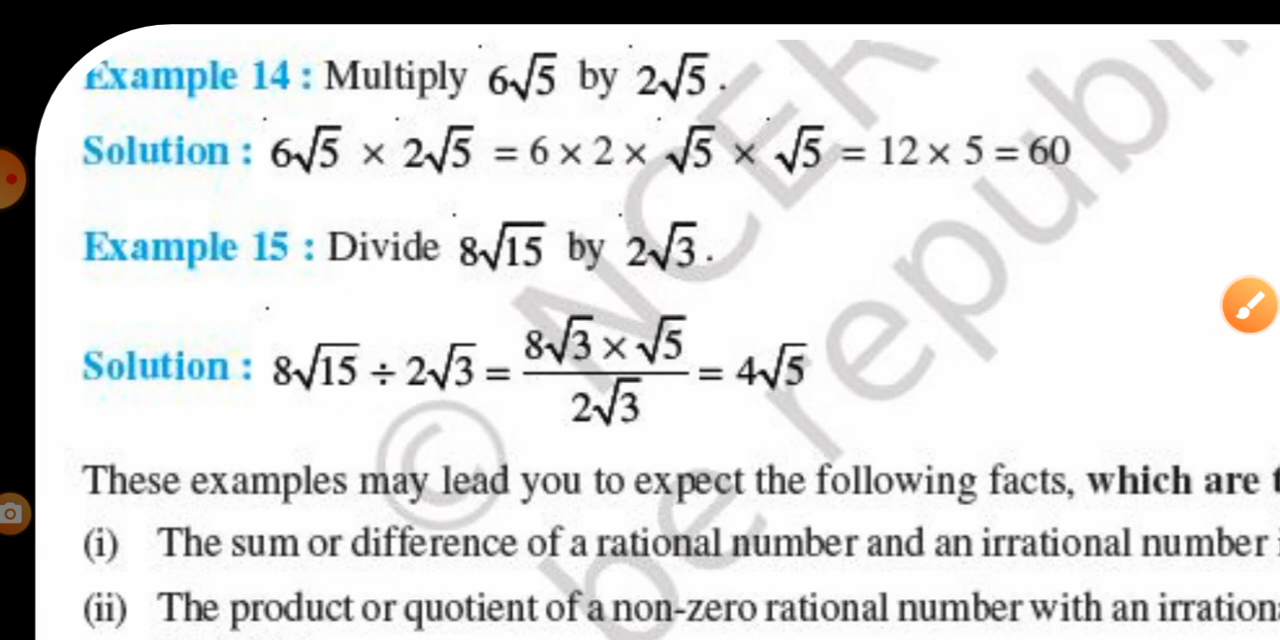 Example 14 : Multiply 6√5 by 2√5 .
Solution : 6√5 × 2√5 = 6 × 2 × √5 × √5 = 12 × 5 = 60
Example 15 : Divide 8√15 by 2√3 .
Solution : 8√15 ÷ 2√3 = (8√3 × √5)/(2√3) = 4√5
These examples may lead you to expect the following facts, which are
(i) The sum or difference of a rational number and an irrational number
(ii) The product or quotient of a non-zero rational number with an
© NCER
be republi